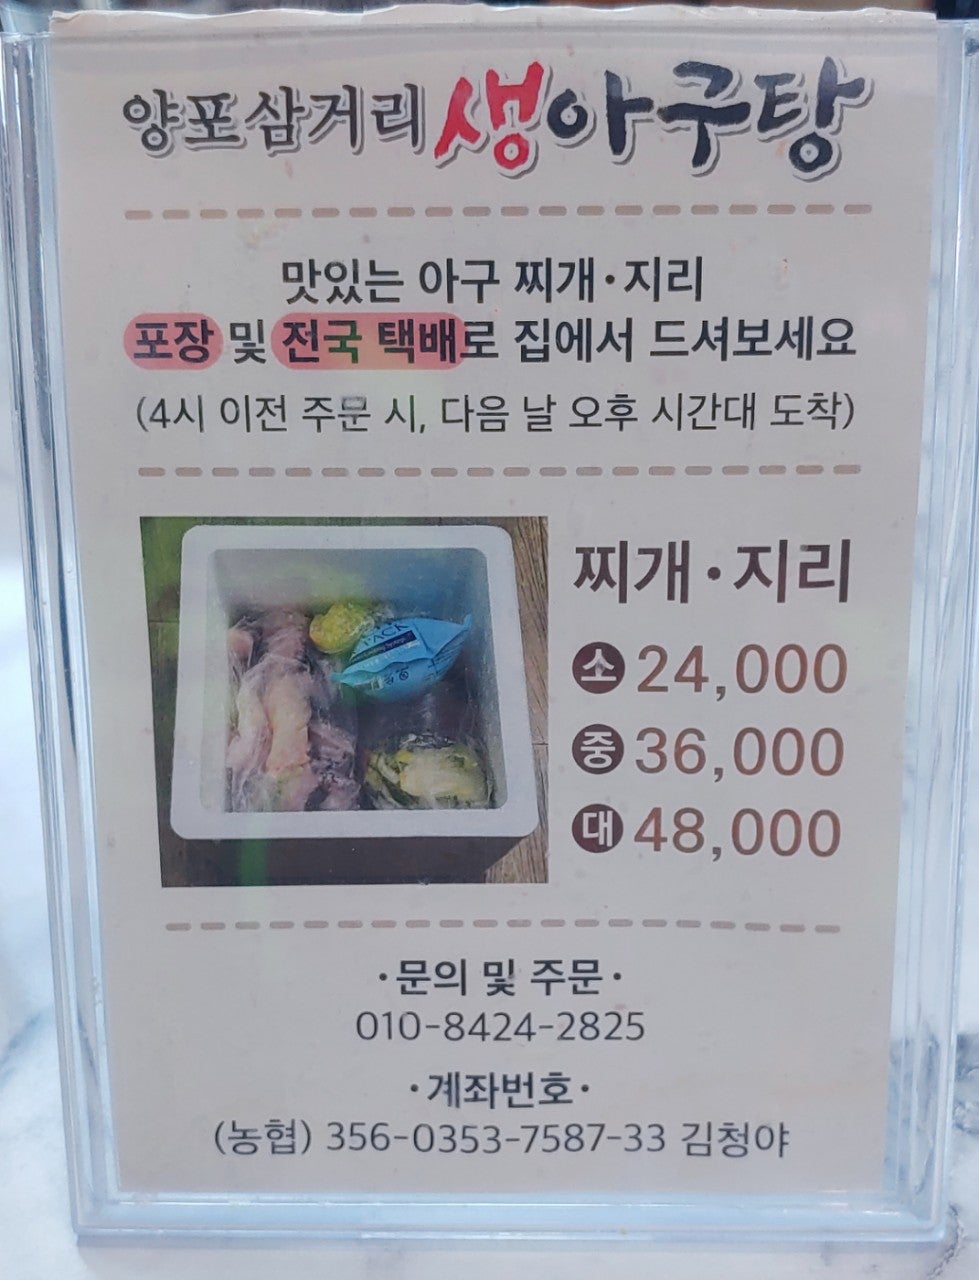 양포삼거리 생아구탕
맛있는 아구 찌개·지리
포장 및 전국 택배로 집에서 드셔보세요
(4시 이전 주문 시, 다음 날 오후 시간대 도착)
PACK
찌개·지리
소 24,000
중 36,000
대 48,000
·문의 및 주문·
010-8424-2825
·계좌번호·
(농협) 356-0353-7587-33 김청야